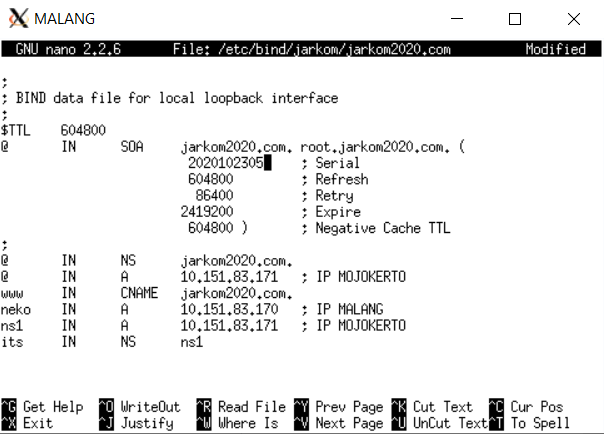 MALANG
GNU nano 2.2.6 File: /etc/bind/jarkom/jarkom2020.com Modified
;
; BIND data file for local loopback interface
;
$TTL 604800
@ IN SOA jarkom2020.com. root.jarkom2020.com. (
2020102305 ; Serial
604800 ; Refresh
86400 ; Retry
2419200 ; Expire
604800 ) ; Negative Cache TTL
;
@ IN NS jarkom2020.com.
@ IN A 10.151.83.171 ; IP MOJOKERTO
www IN CNAME jarkom2020.com.
neko IN A 10.151.83.170 ; IP MALANG
ns1 IN A 10.151.83.171 ; IP MOJOKERTO
its IN NS ns1
^G Get Help ^O WriteOut ^R Read File ^Y Prev Page ^K Cut Text ^C Cur Pos
^X Exit ^J Justify ^W Where Is ^V Next Page ^U UnCut Text ^T To Spell